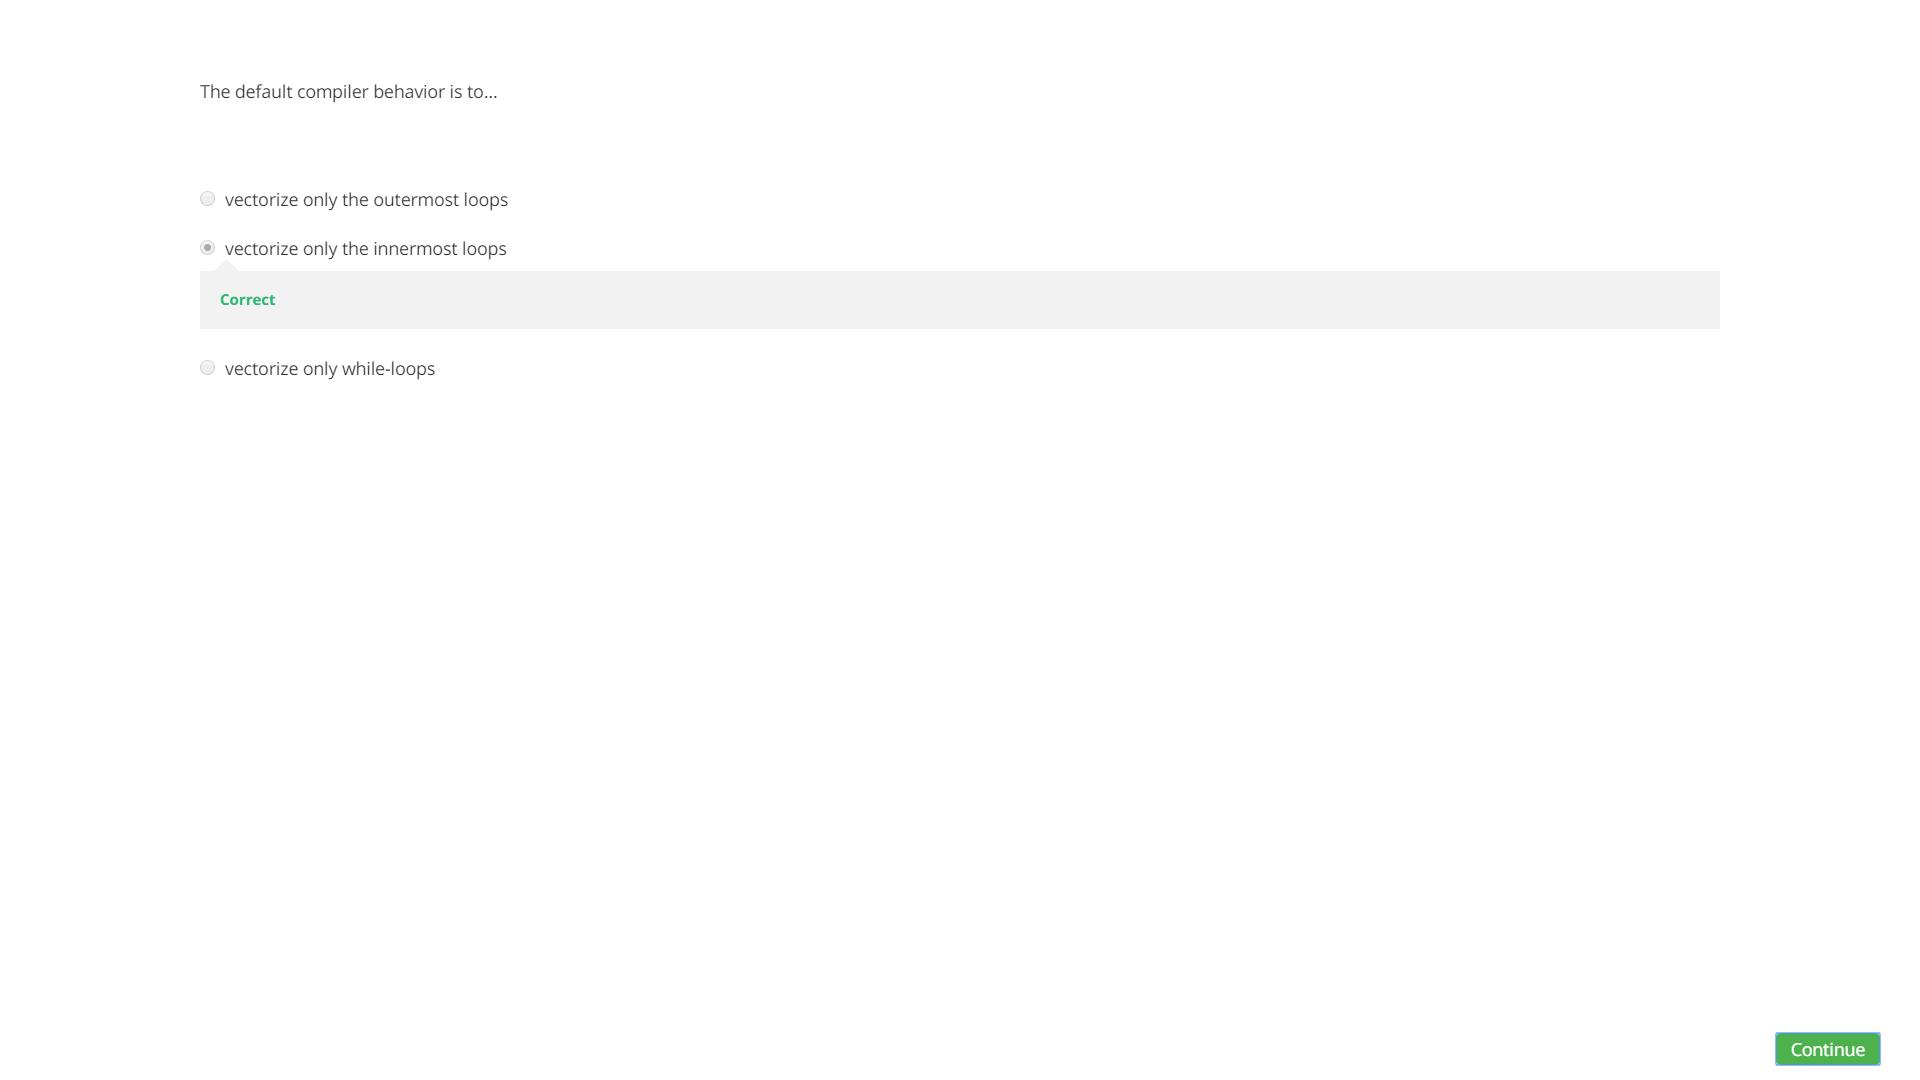 The default compiler behavior is to...
vectorize only the outermost loops
vectorize only the innermost loops
Correct
vectorize only while-loops
Continue